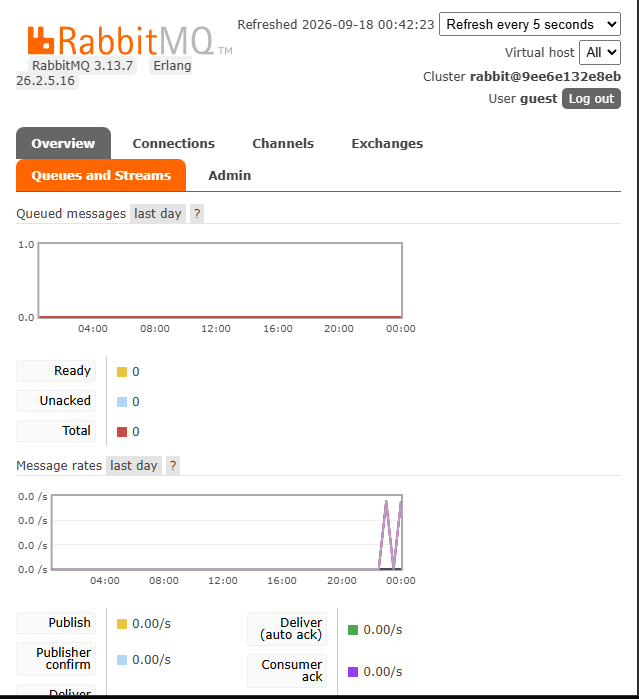 Refreshed 2026-09-18 00:42:23 Refresh every 5 seconds
RabbitMQ TM
Virtual host All
RabbitMQ 3.13.7 Erlang
26.2.5.16
Cluster rabbit@9ee6e132e8eb
User guest Log out
Overview Connections Channels Exchanges
Queues and Streams Admin
Queued messages last day ?
1.0
0.0
04:00 08:00 12:00 16:00 20:00 00:00
Ready 0
Unacked 0
Total 0
Message rates last day ?
0.0 /s
0.0 /s
0.0 /s
0.0 /s
04:00 08:00 12:00 16:00 20:00 00:00
Publish 0.00/s
Deliver
(auto ack) 0.00/s
Publisher
confirm 0.00/s
Consumer
ack 0.00/s
Deliver